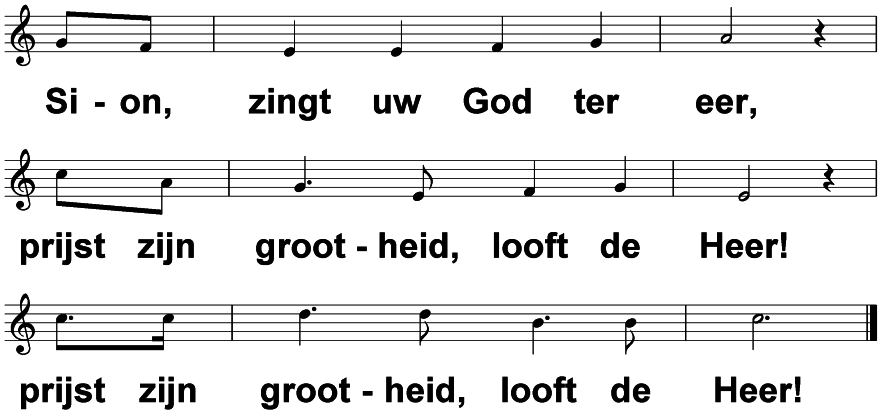 Si - on, zingt uw God ter eer,
prijst zijn groot - heid, looft de Heer!
prijst zijn groot - heid, looft de Heer!